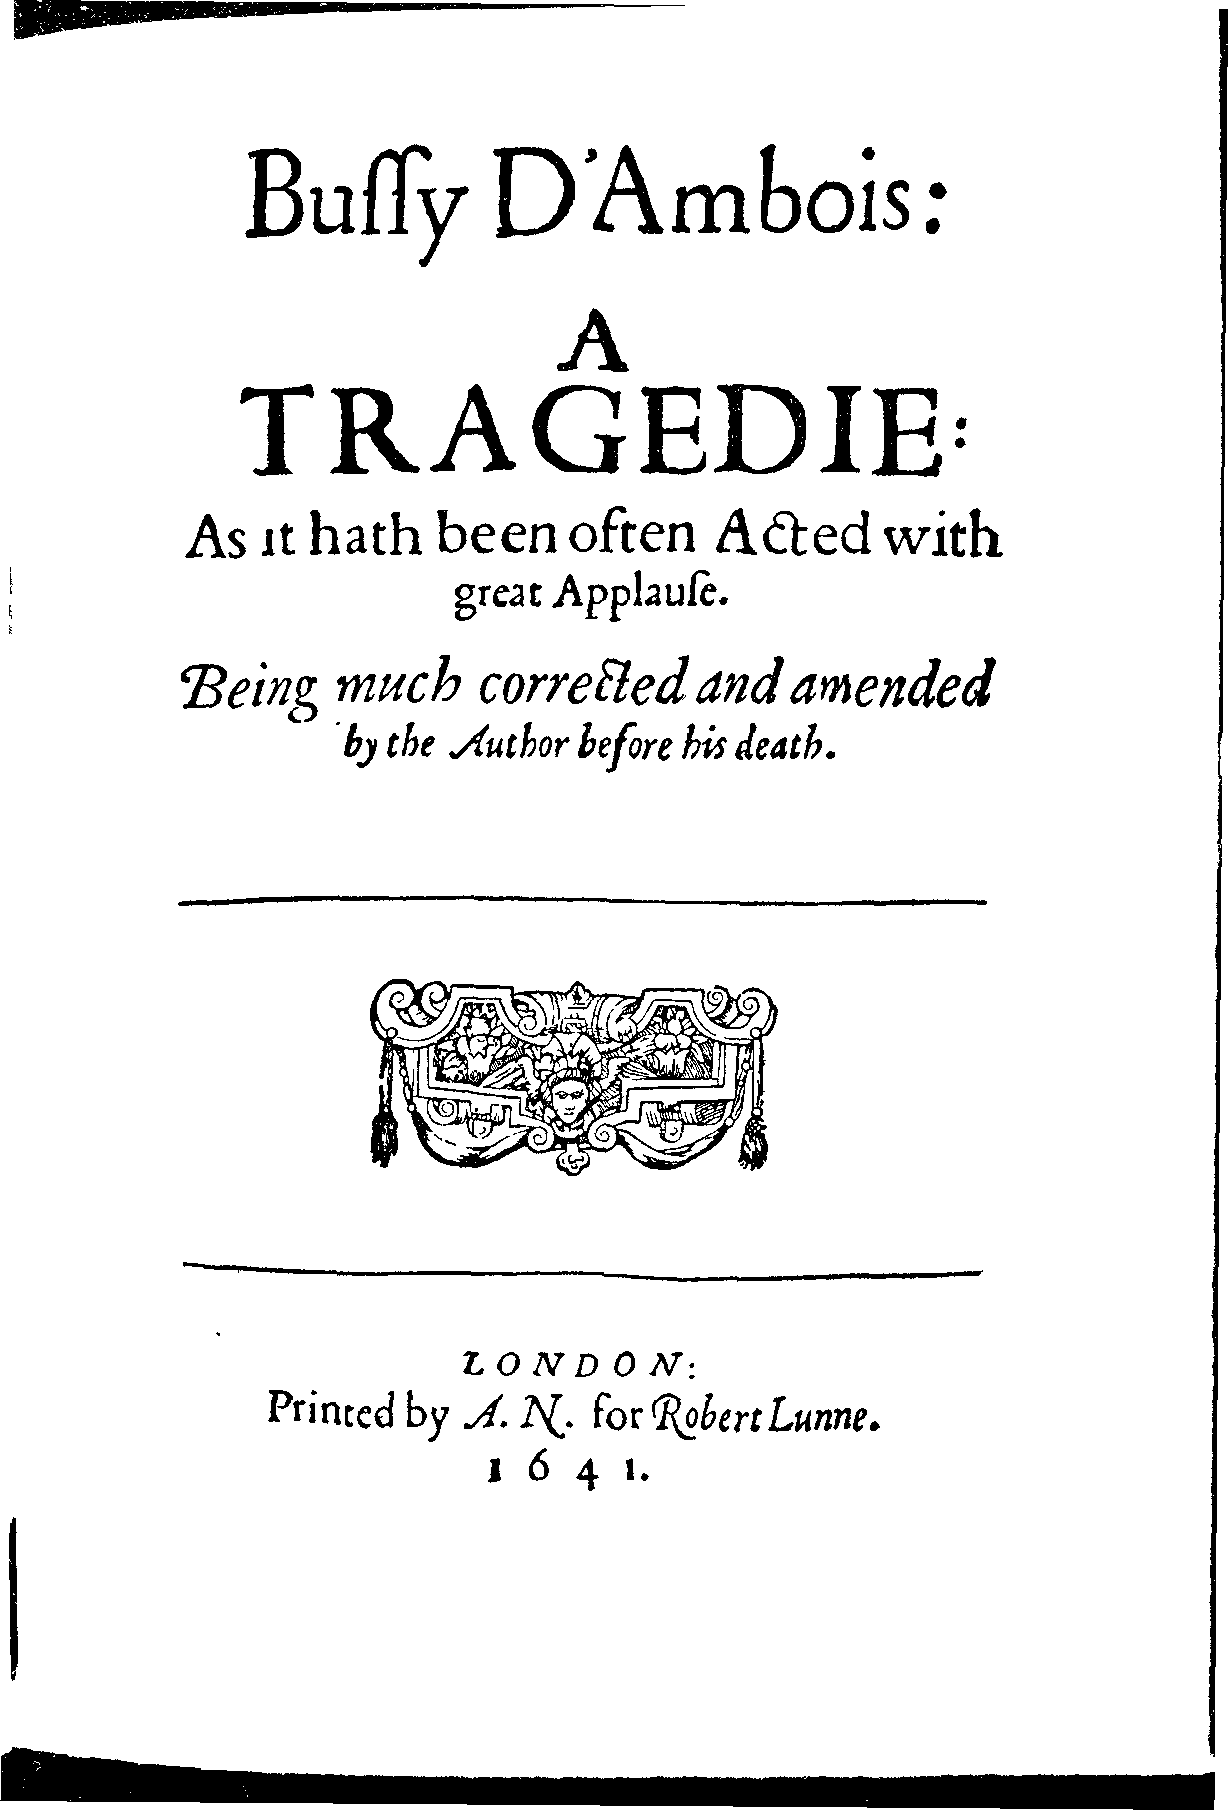 Buſſy D'Ambois:
A
TRAGEDIE:
As it hath been often Acted with
great Applauſe.
Being much corrected and amended
by the Author before his death.
LONDON:
Printed by A. N. for Robert Lunne.
1641.